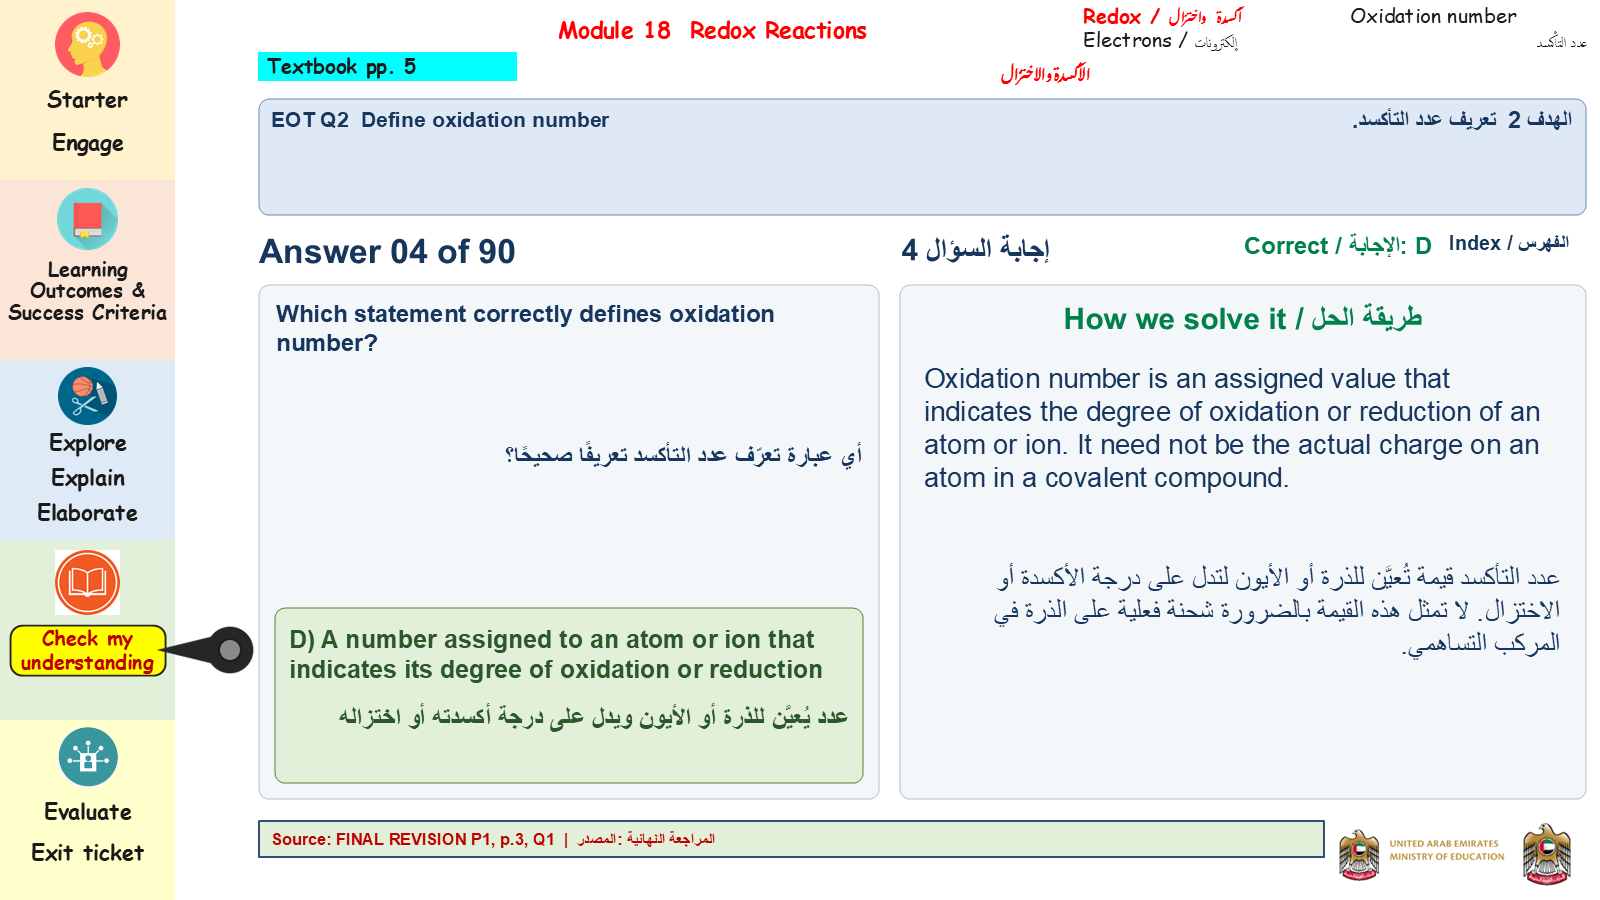 Starter
Engage
Learning
Outcomes &
Success Criteria
Explore
Explain
Elaborate
Check my
understanding
Evaluate
Exit ticket
Module 18 Redox Reactions
Redox / أكسدة واختزال
Electrons / إلكترونات
Oxidation number
عدد التأكسد
Textbook pp. 5
الأكسدة والاختزال
EOT Q2 Define oxidation number
الهدف 2 تعريف عدد التأكسد.
Answer 04 of 90
إجابة السؤال 4
Correct / الإجابة: D
Index / الفهرس
Which statement correctly defines oxidation
number?
أي عبارة تعرّف عدد التأكسد تعريفًا صحيحًا؟
D) A number assigned to an atom or ion that
indicates its degree of oxidation or reduction
عدد يُعيَّن للذرة أو الأيون ويدل على درجة أكسدته أو اختزاله
How we solve it / طريقة الحل
Oxidation number is an assigned value that
indicates the degree of oxidation or reduction of an
atom or ion. It need not be the actual charge on an
atom in a covalent compound.
عدد التأكسد قيمة تُعيَّن للذرة أو الأيون لتدل على درجة الأكسدة أو
الاختزال. لا تمثل هذه القيمة بالضرورة شحنة فعلية على الذرة في
المركب التساهمي.
Source: FINAL REVISION P1, p.3, Q1 | المراجعة النهائية :المصدر
UNITED ARAB EMIRATES
MINISTRY OF EDUCATION